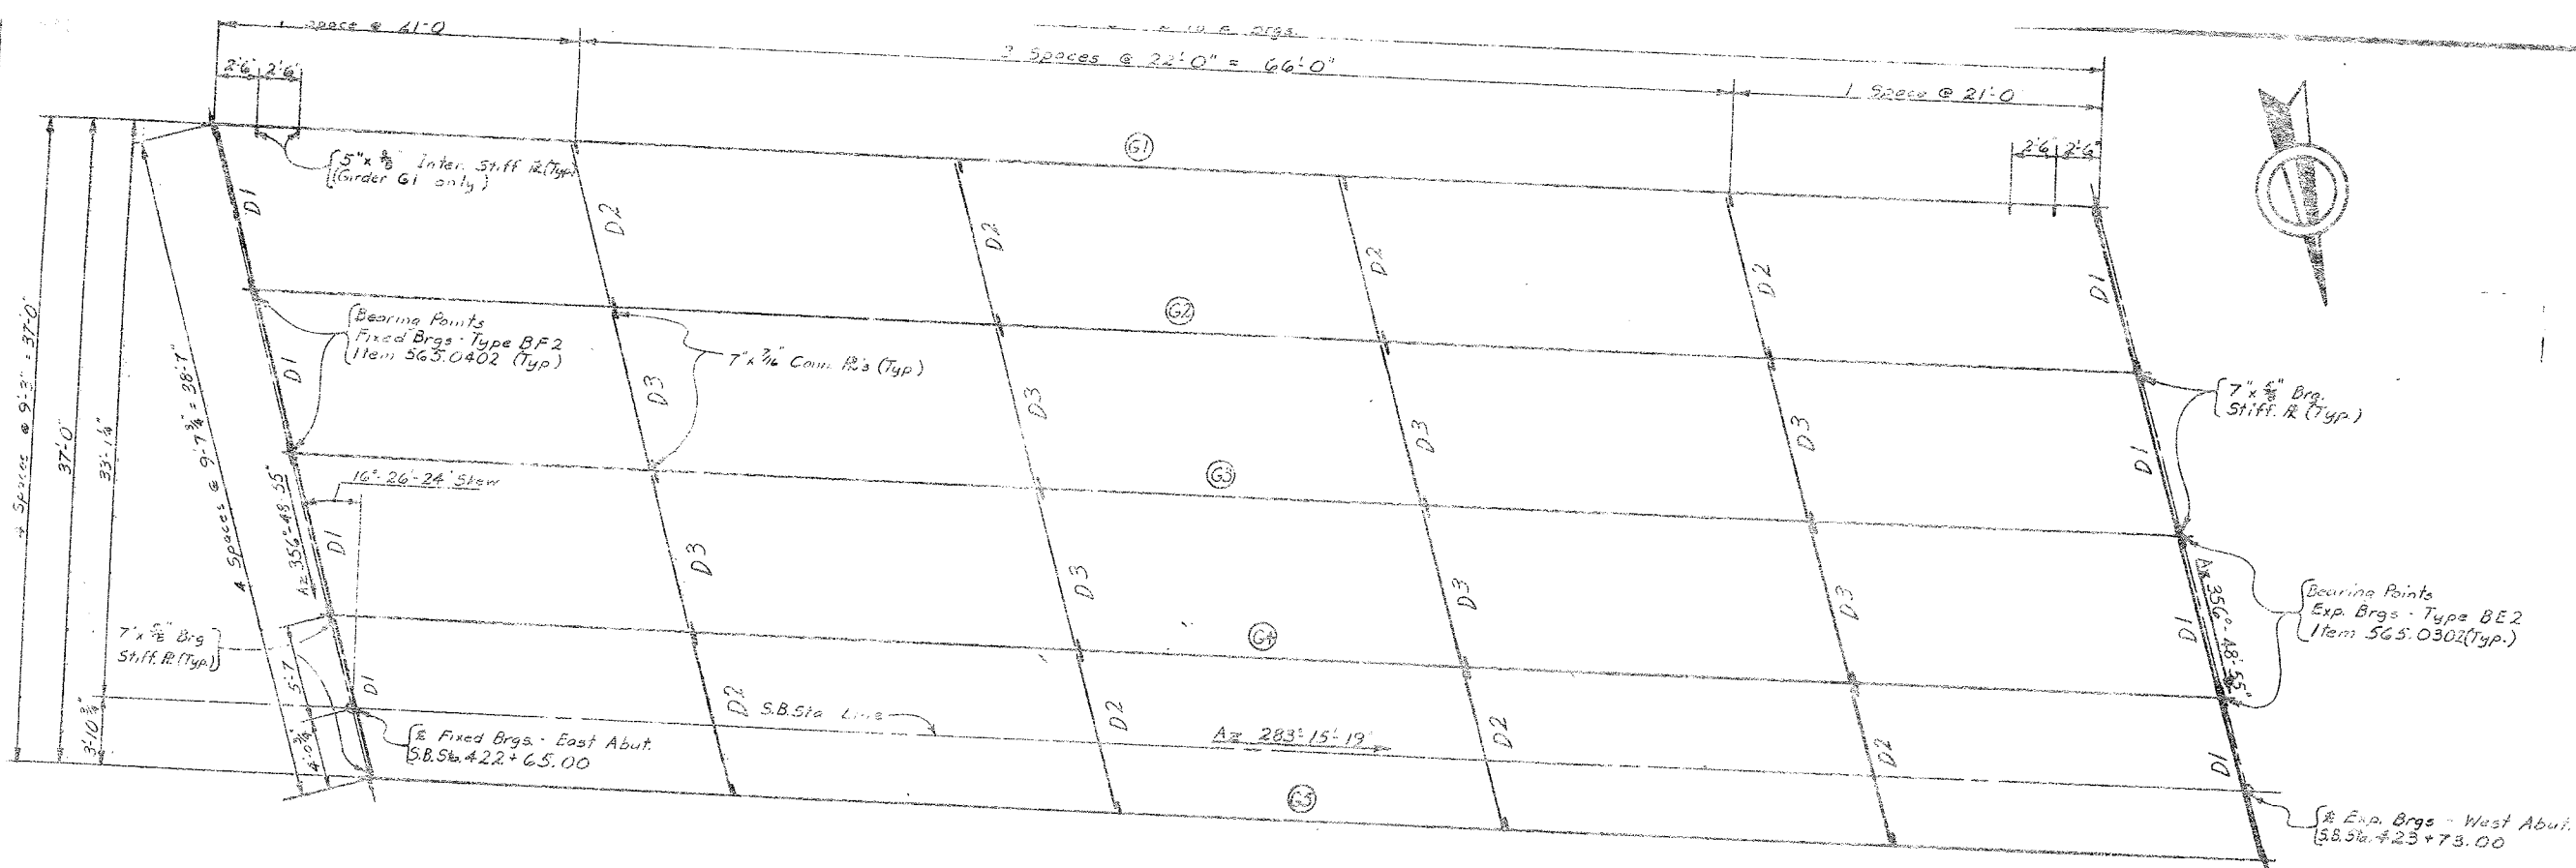 1 Space @ 21'-0
Brgs.
3 Spaces @ 22'-0" = 66'-0"
1 Space @ 21'-0
2'-6" 2'-6"
2'-6" 2'-6"
5" x Inter. Stiff PL (Typ)
(Girder G1 only)
G1
D1
D2
D2
D2
D2
D1
G2
Bearing Points
Fixed Brgs - Type BF2
Item 565.0402 (Typ)
7" x 7/16" Conn. PL's (Typ)
7" x 5/8" Brg.
Stiff. PL (Typ.)
D1
D3
D3
D3
D3
D1
4 Spaces @ 9'-3" = 37'-0"
37'-0"
33'-1 1/4"
4 Spaces @ 9'-7 3/4" = 38'-7"
G3
16°-26'-24" Skew
Az 356°-48'-55"
D1
D3
D3
D3
D3
D1
Az 356°-48'-55"
Bearing Points
Exp. Brgs - Type BE2
Item 565.0302 (Typ.)
7" x 5/8" Brg
Stiff. PL (Typ.)
5'-7
G4
D1
D2
D2
D2
D2
D1
S.B. Sta Line
Az 283°-15'-19"
3'-10 3/4"
4'-0 3/4"
℄ Fixed Brgs. - East Abut.
S.B. Sta. 422+65.00
G5
℄ Exp. Brgs - West Abut.
S.B. Sta. 423+73.00